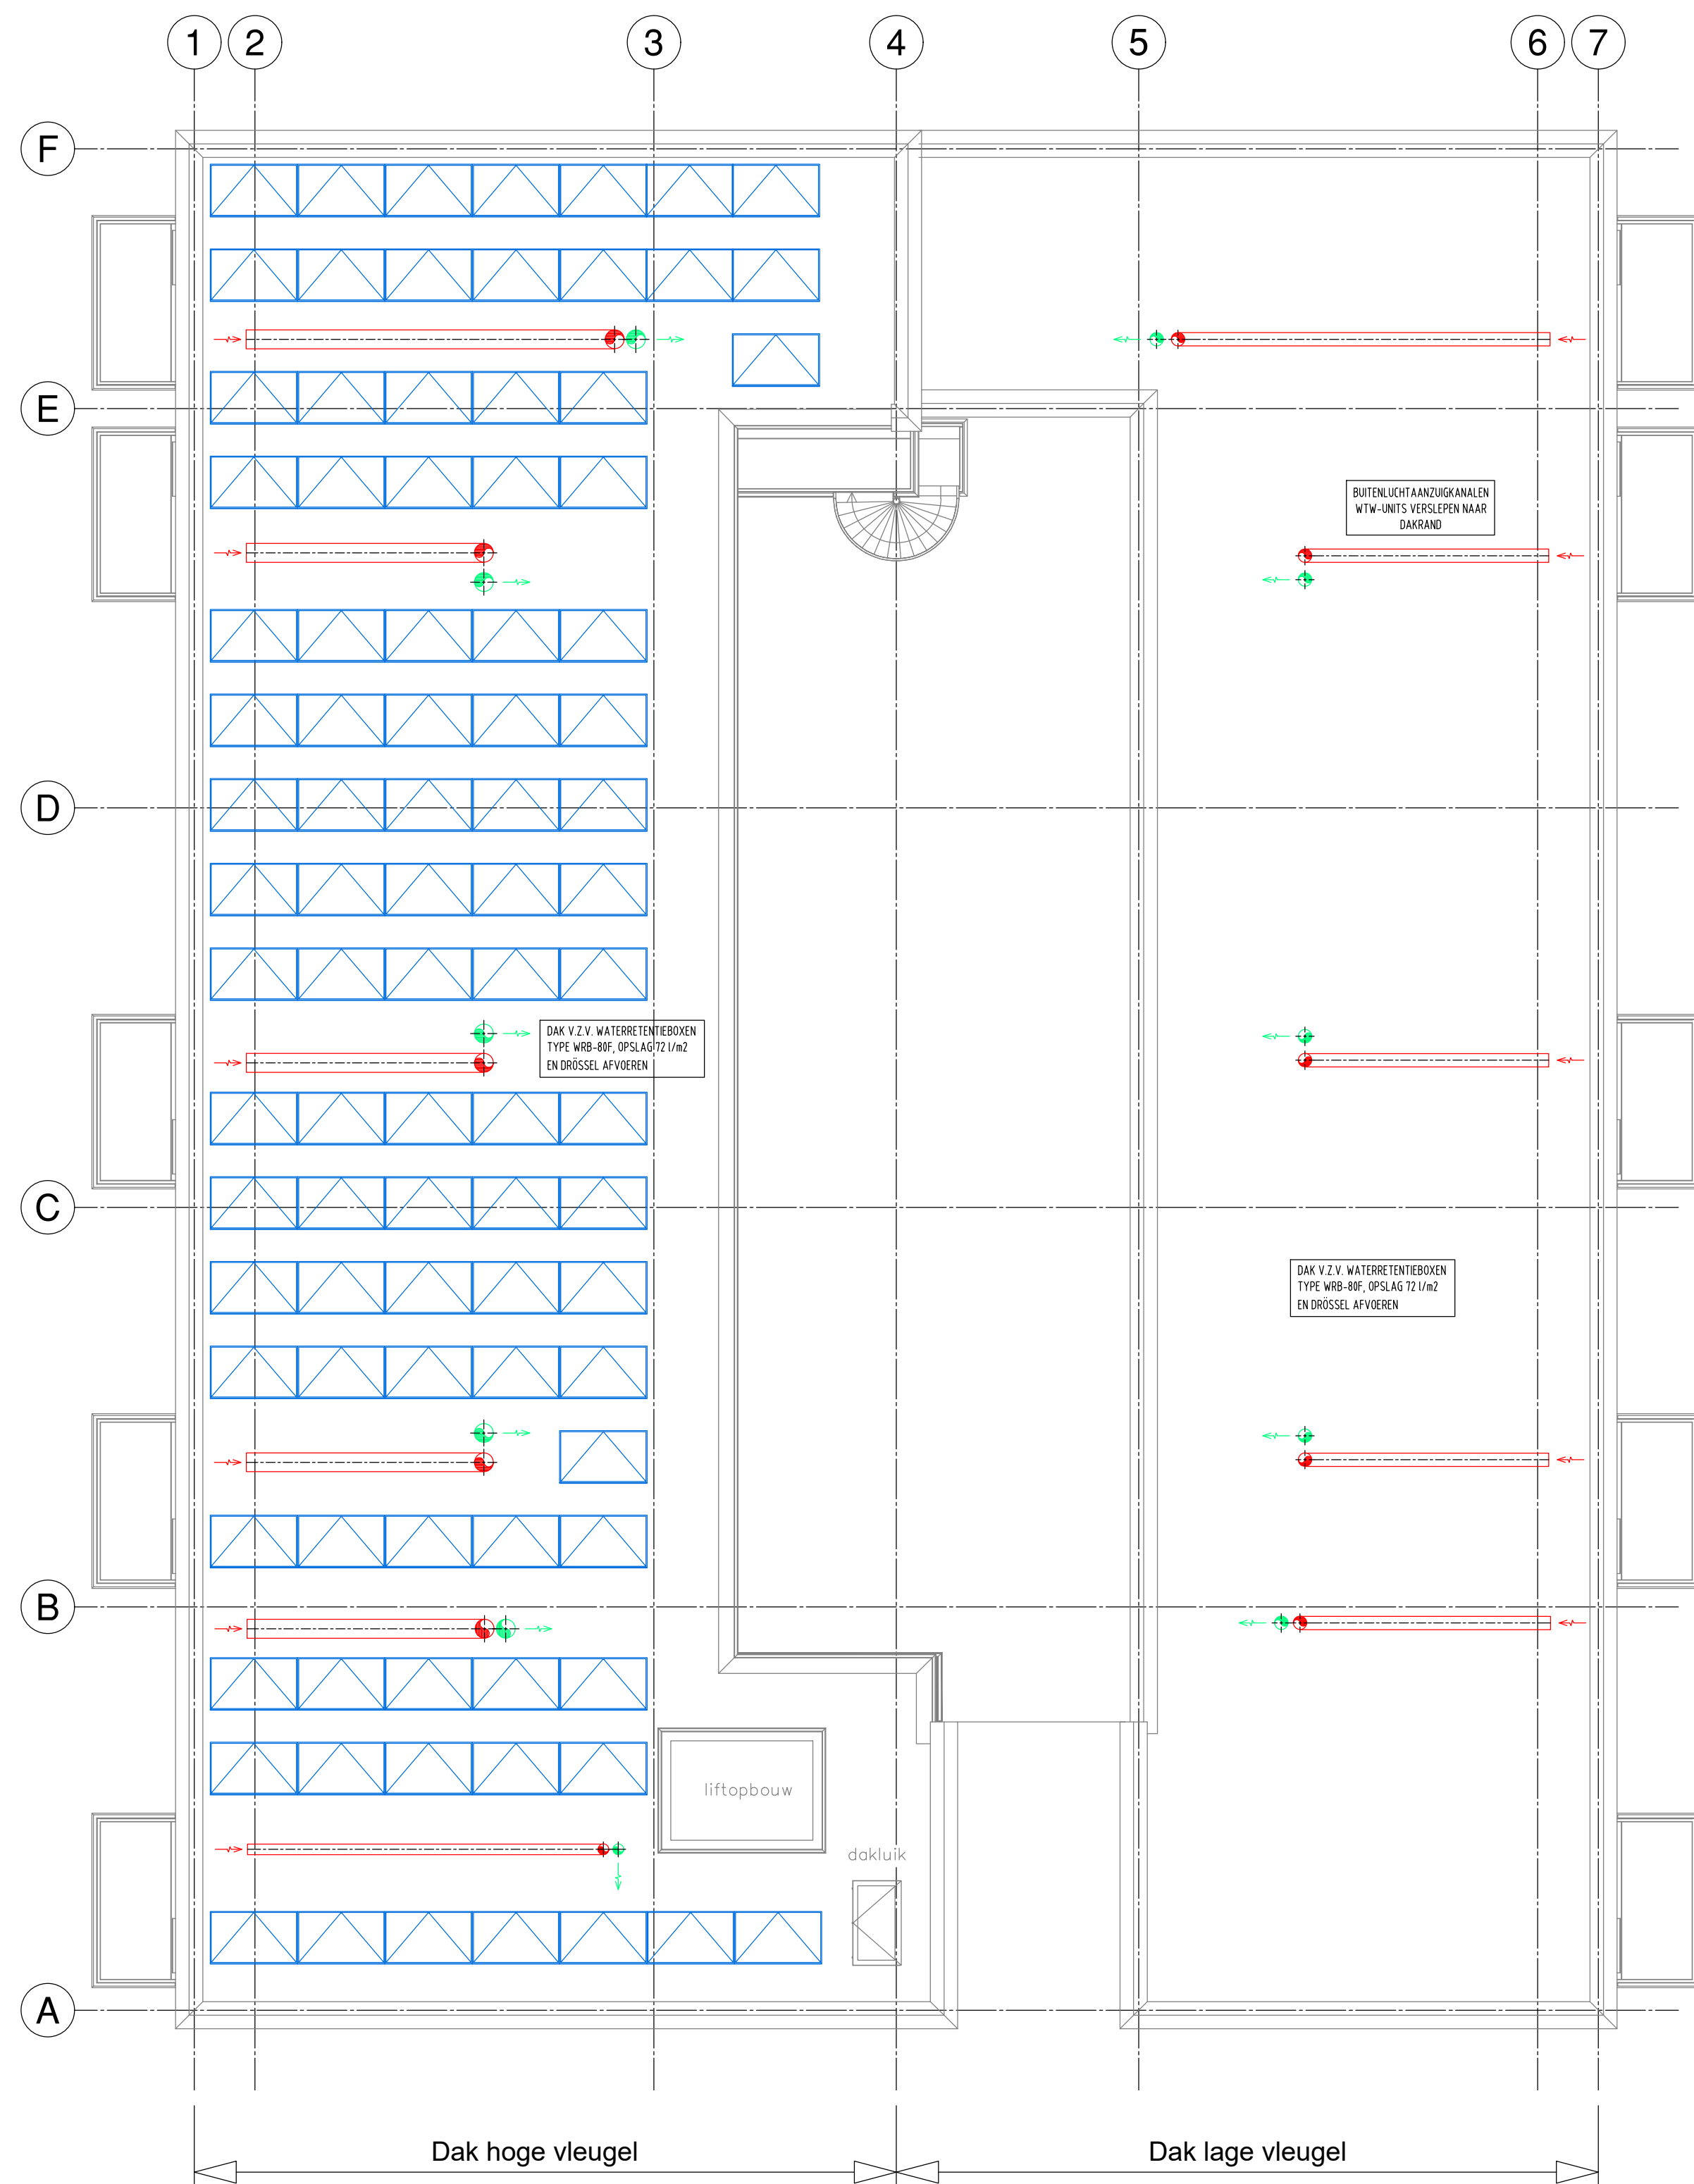 1 2 3 4 5 6 7
F
E
BUITENLUCHTAANZUIGKANALEN
WTW-UNITS VERSLEPEN NAAR
DAKRAND
D
DAK V.Z.V. WATERRETENTIEBOXEN
TYPE WRB-80F, OPSLAG 72 l/m2
EN DRÖSSEL AFVOEREN
C
DAK V.Z.V. WATERRETENTIEBOXEN
TYPE WRB-80F, OPSLAG 72 l/m2
EN DRÖSSEL AFVOEREN
B
liftopbouw
dakluik
A
Dak hoge vleugel
Dak lage vleugel